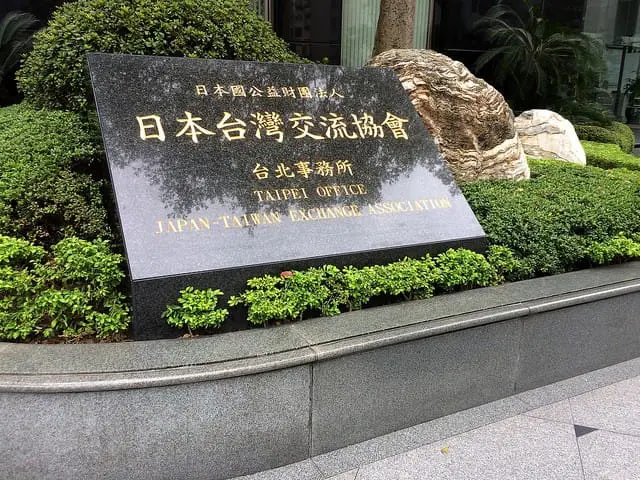 日本國公益財團法人
日本台灣交流協會
台北事務所
TAIPEI OFFICE
JAPAN-TAIWAN EXCHANGE ASSOCIATION